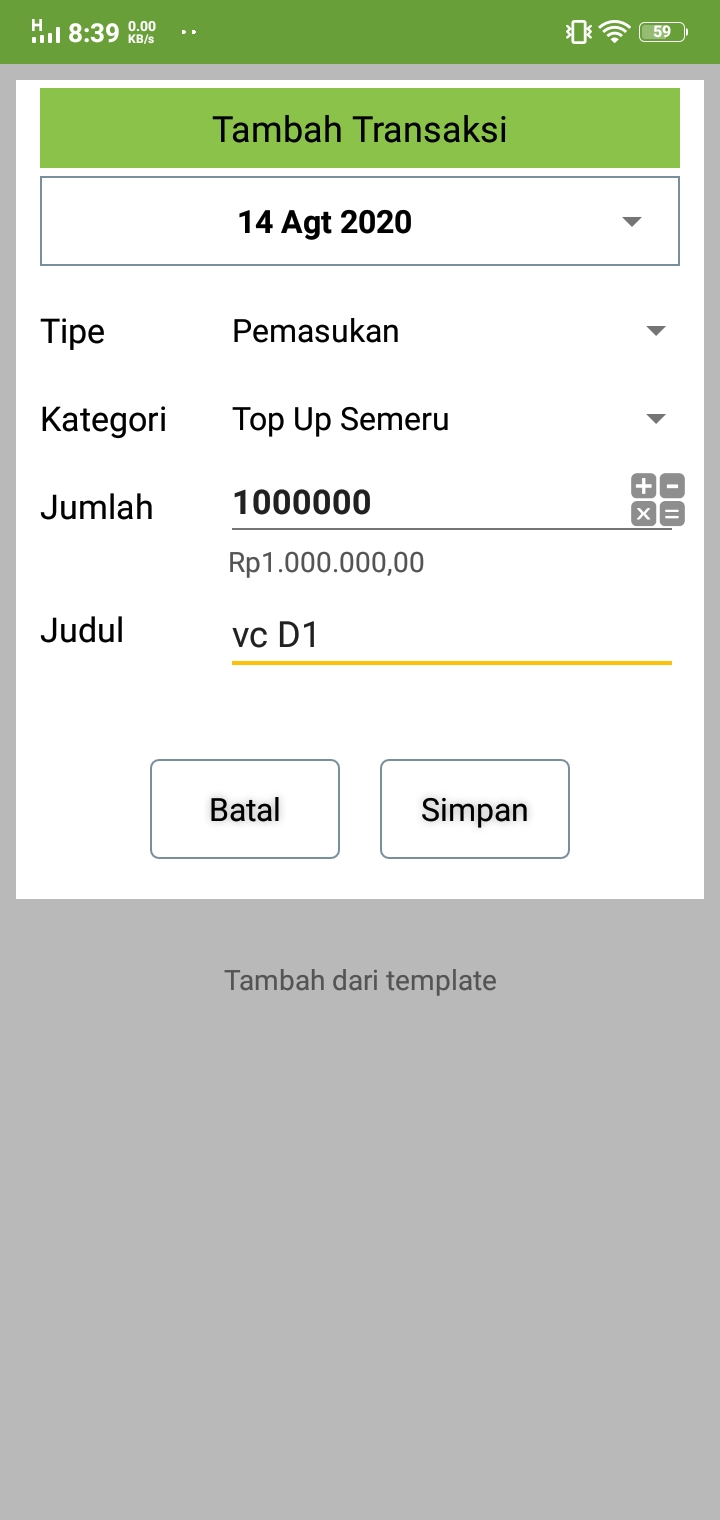 H 8:39 0.00 KB/s 59
Tambah Transaksi
14 Agt 2020
Tipe Pemasukan
Kategori Top Up Semeru
Jumlah 1000000
Rp1.000.000,00
Judul vc D1
Batal Simpan
Tambah dari template